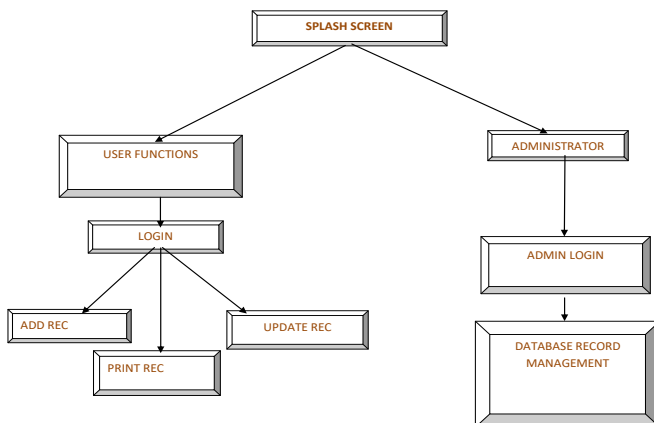 SPLASH SCREEN
USER FUNCTIONS
ADMINISTRATOR
LOGIN
ADMIN LOGIN
ADD REC
UPDATE REC
PRINT REC
DATABASE RECORD
MANAGEMENT